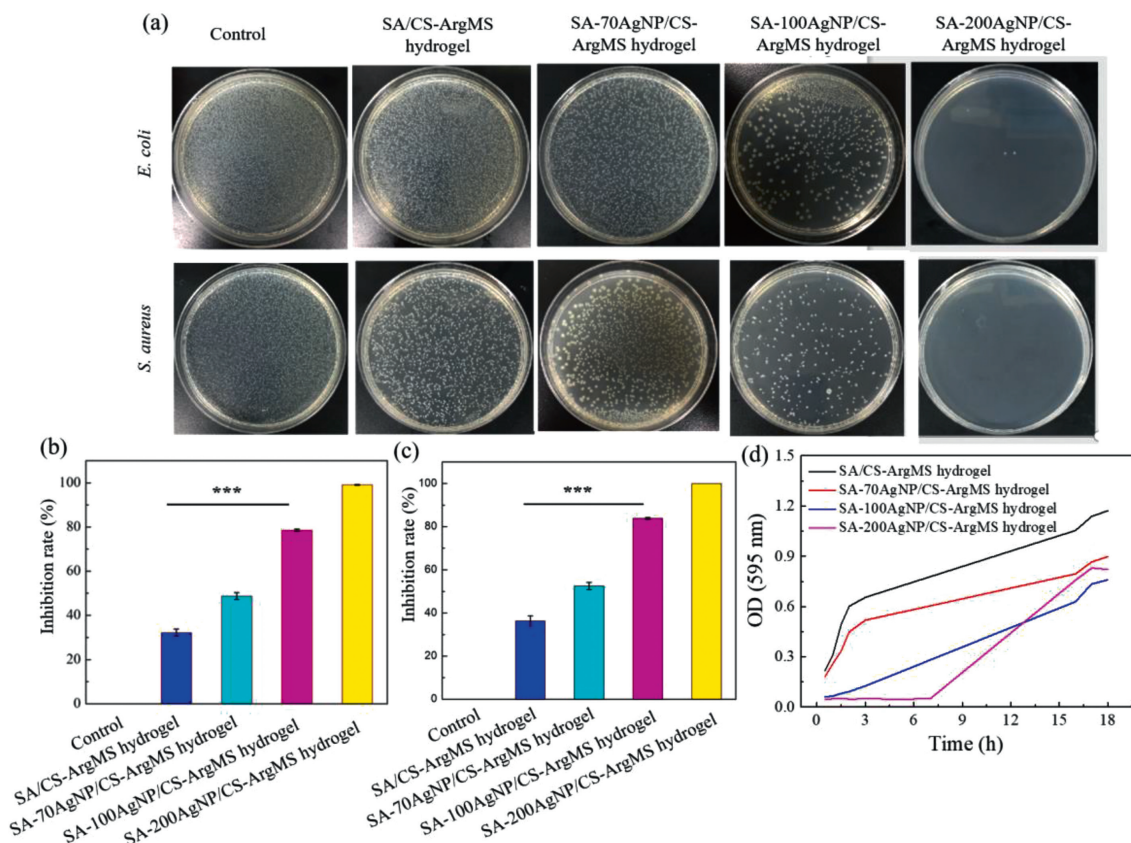 (a)
Control
SA/CS-ArgMS
hydrogel
SA-70AgNP/CS-
ArgMS hydrogel
SA-100AgNP/CS-
ArgMS hydrogel
SA-200AgNP/CS-
ArgMS hydrogel
E. coli
S. aureus
(b)
Inhibition rate (%)
100
80
60
40
20
0
***
Control
SA/CS-ArgMS hydrogel
SA-70AgNP/CS-ArgMS hydrogel
SA-100AgNP/CS-ArgMS hydrogel
SA-200AgNP/CS-ArgMS hydrogel
(c)
Inhibition rate (%)
100
80
60
40
20
0
***
Control
SA/CS-ArgMS hydrogel
SA-70AgNP/CS-ArgMS hydrogel
SA-100AgNP/CS-ArgMS hydrogel
SA-200AgNP/CS-ArgMS hydrogel
(d)
OD (595 nm)
1.5
1.2
0.9
0.6
0.3
0.0
SA/CS-ArgMS hydrogel
SA-70AgNP/CS-ArgMS hydrogel
SA-100AgNP/CS-ArgMS hydrogel
SA-200AgNP/CS-ArgMS hydrogel
0 3 6 9 12 15 18
Time (h)